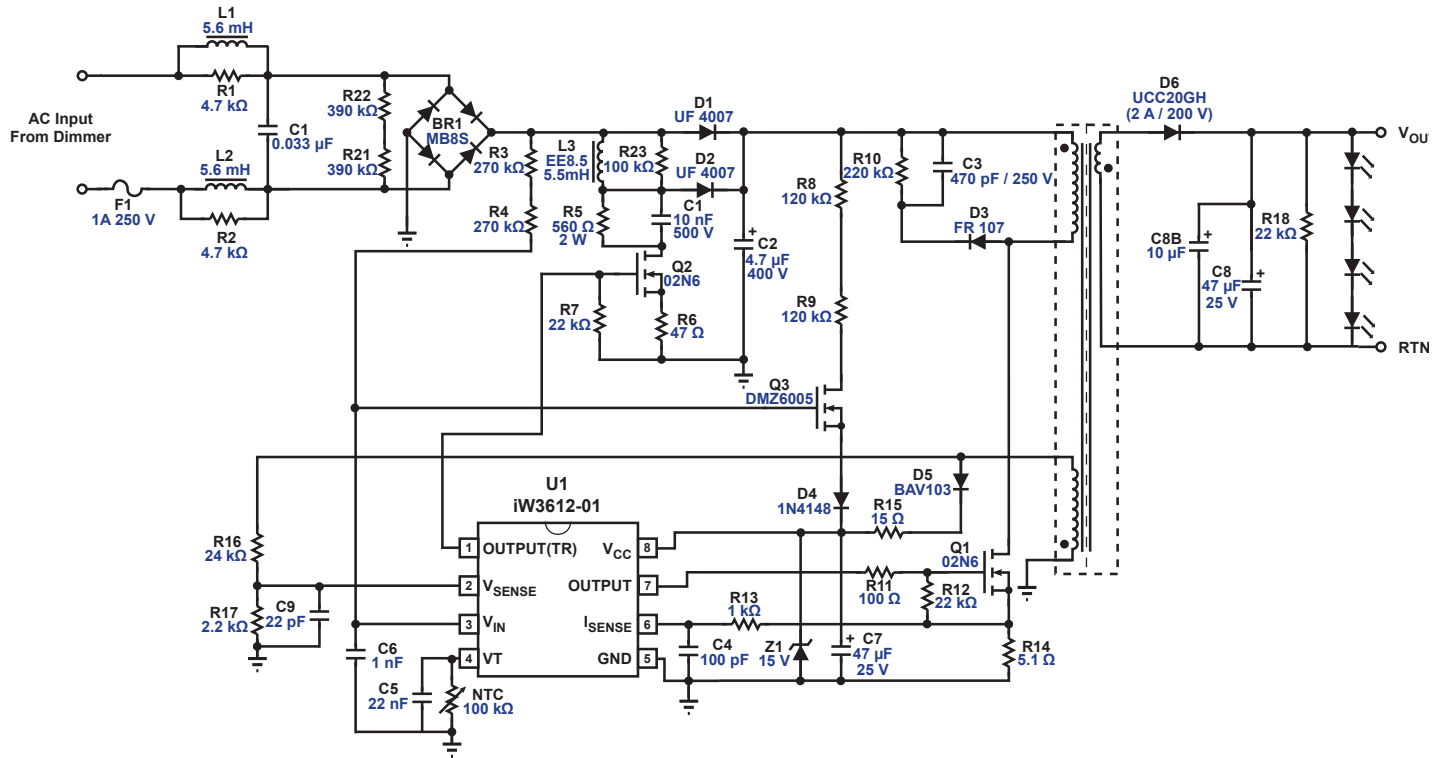 L1
5.6 mH
R1
4.7 kΩ
AC Input
From Dimmer
C1
0.033 µF
L2
5.6 mH
F1
1A 250 V
R2
4.7 kΩ
R22
390 kΩ
R21
390 kΩ
BR1
MB8S
R3
270 kΩ
R4
270 kΩ
L3
EE8.5
5.5mH
R23
100 kΩ
D1
UF 4007
D2
UF 4007
R5
560 Ω
2 W
C1
10 nF
500 V
C2
4.7 µF
400 V
+
Q2
02N6
R7
22 kΩ
R6
47 Ω
R8
120 kΩ
R9
120 kΩ
R10
220 kΩ
C3
470 pF / 250 V
D3
FR 107
D6
UCC20GH
(2 A / 200 V)
C8B
10 µF
+
C8
47 µF
25 V
+
R18
22 kΩ
VOUT
RTN
Q3
DMZ6005
D4
1N4148
D5
BAV103
R15
15 Ω
U1
iW3612-01
1 OUTPUT(TR)
2 VSENSE
3 VIN
4 VT
VCC 8
OUTPUT 7
ISENSE 6
GND 5
R16
24 kΩ
R17
2.2 kΩ
C9
22 pF
C6
1 nF
C5
22 nF
NTC
100 kΩ
R13
1 kΩ
C4
100 pF
Z1
15 V
C7
47 µF
25 V
+
R11
100 Ω
R12
22 kΩ
Q1
02N6
R14
5.1 Ω